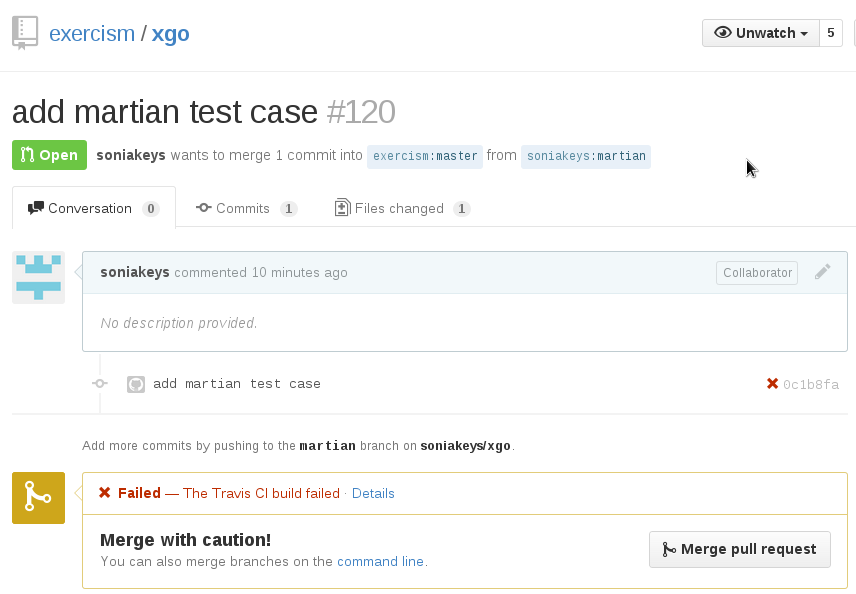 exercism / xgo
Unwatch 5
add martian test case #120
Open soniakeys wants to merge 1 commit into exercism:master from soniakeys:martian
Conversation 0 Commits 1 Files changed 1
soniakeys commented 10 minutes ago Collaborator
No description provided.
add martian test case 0c1b8fa
Add more commits by pushing to the martian branch on soniakeys/xgo.
Failed — The Travis CI build failed · Details
Merge with caution!
You can also merge branches on the command line.
Merge pull request